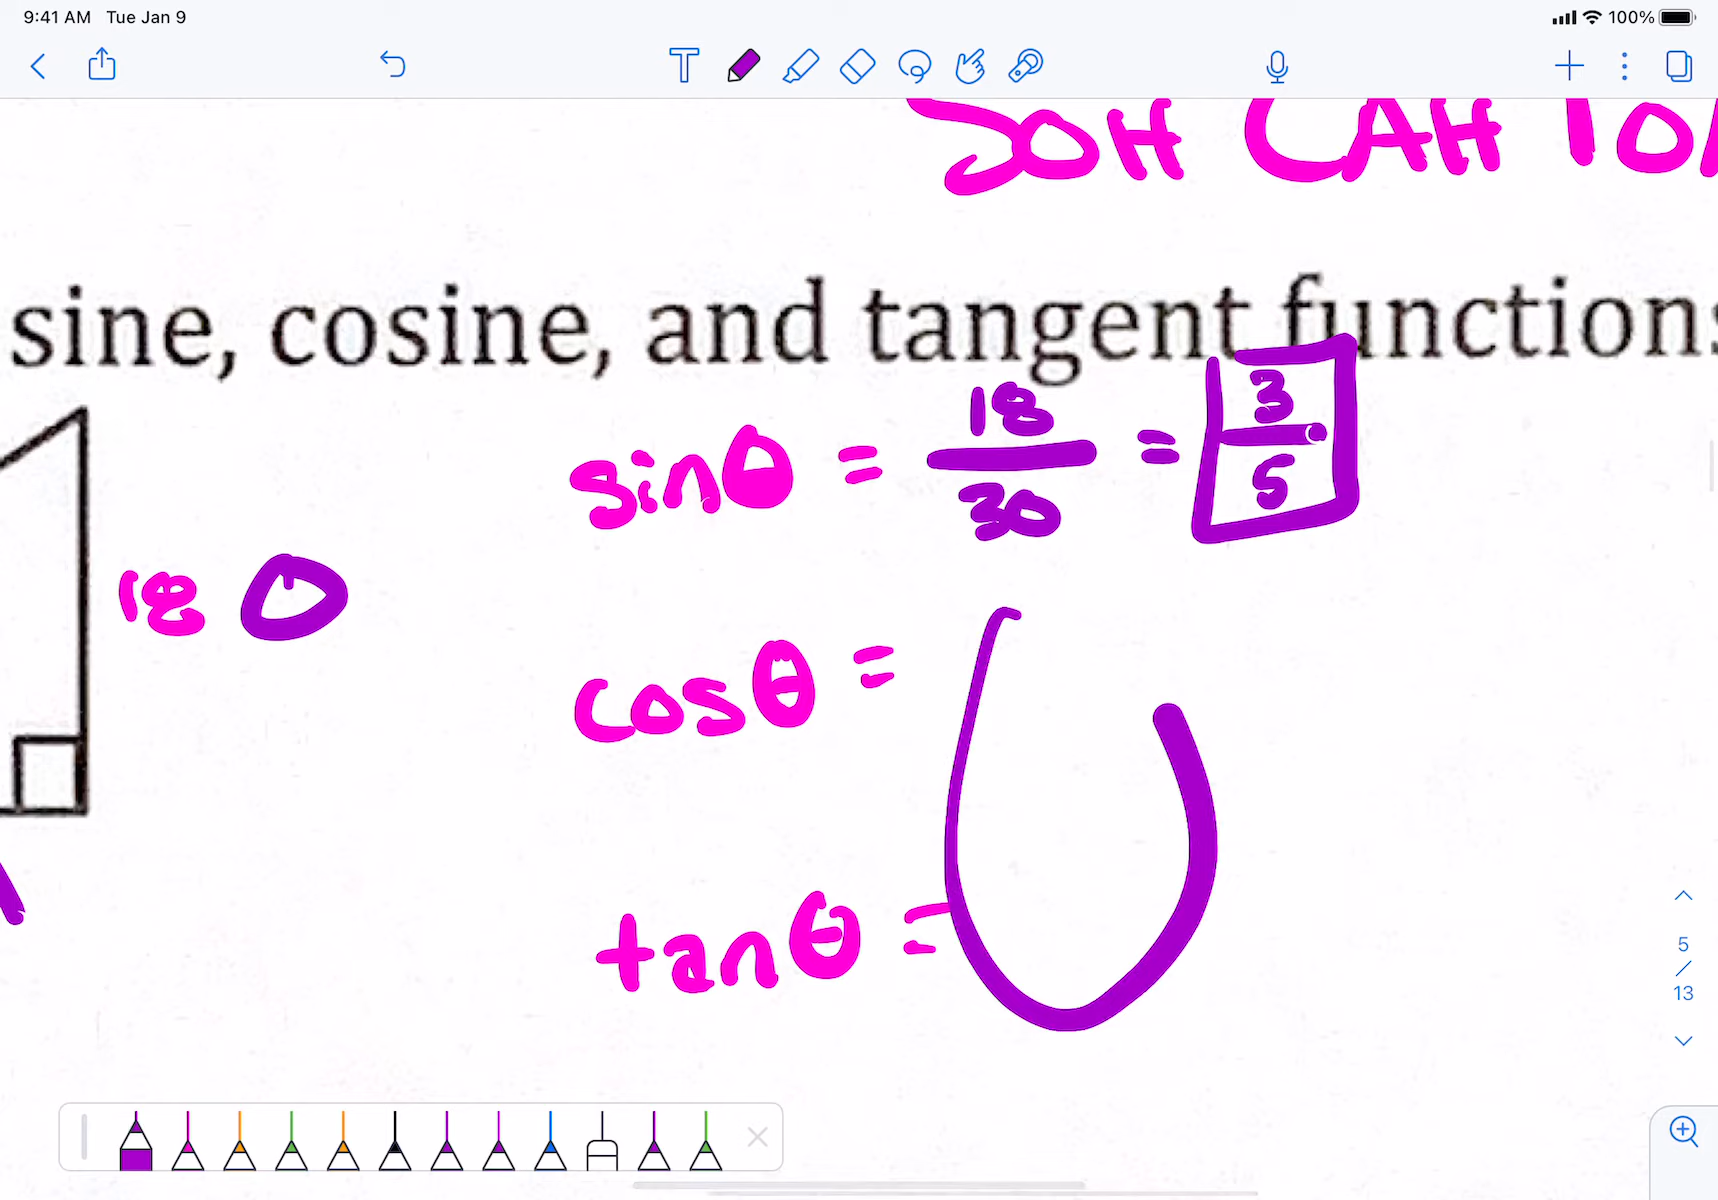 9:41 AM Tue Jan 9 100%
SOH CAH TO
sine, cosine, and tangent functions
sinθ = 18/30 = 3/5
18 O
cosθ =
tanθ =
5
/
13